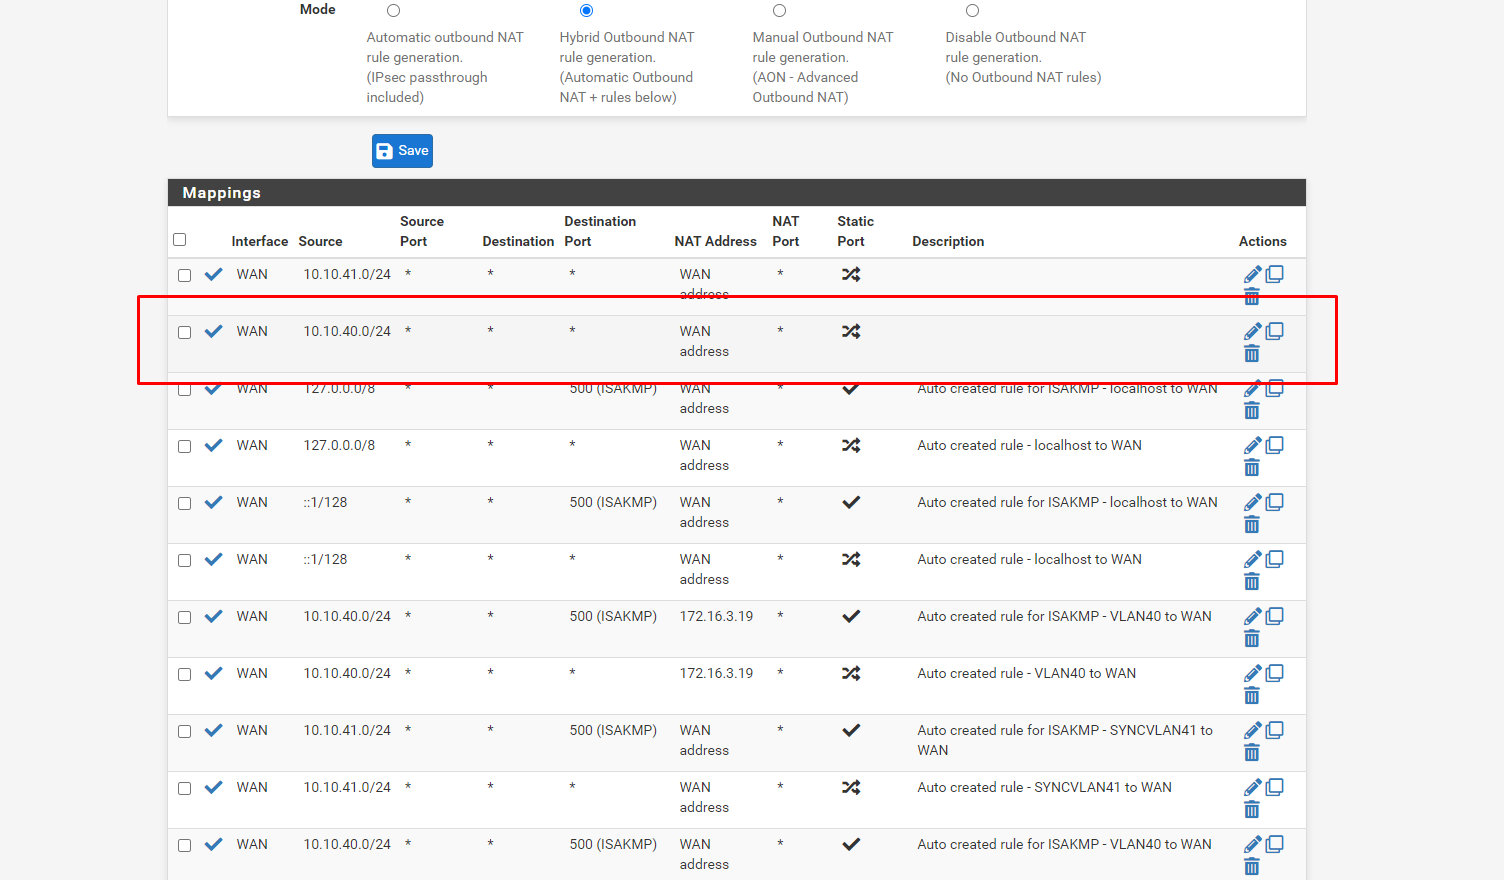 Mode
Automatic outbound NAT
rule generation.
(IPsec passthrough
included)
Hybrid Outbound NAT
rule generation.
(Automatic Outbound
NAT + rules below)
Manual Outbound NAT
rule generation.
(AON - Advanced
Outbound NAT)
Disable Outbound NAT
rule generation.
(No Outbound NAT rules)
Save
Mappings
Interface Source Source Port Destination Destination Port NAT Address NAT Port Static Port Description Actions
WAN 10.10.41.0/24 * * * WAN address *
WAN 10.10.40.0/24 * * * WAN address *
WAN 127.0.0.0/8 * * 500 (ISAKMP) WAN address * Auto created rule for ISAKMP - localhost to WAN
WAN 127.0.0.0/8 * * * WAN address * Auto created rule - localhost to WAN
WAN ::1/128 * * 500 (ISAKMP) WAN address * Auto created rule for ISAKMP - localhost to WAN
WAN ::1/128 * * * WAN address * Auto created rule - localhost to WAN
WAN 10.10.40.0/24 * * 500 (ISAKMP) 172.16.3.19 * Auto created rule for ISAKMP - VLAN40 to WAN
WAN 10.10.40.0/24 * * * 172.16.3.19 * Auto created rule - VLAN40 to WAN
WAN 10.10.41.0/24 * * 500 (ISAKMP) WAN address * Auto created rule for ISAKMP - SYNCVLAN41 to WAN
WAN 10.10.41.0/24 * * * WAN address * Auto created rule - SYNCVLAN41 to WAN
WAN 10.10.40.0/24 * * 500 (ISAKMP) WAN address * Auto created rule for ISAKMP - VLAN40 to WAN